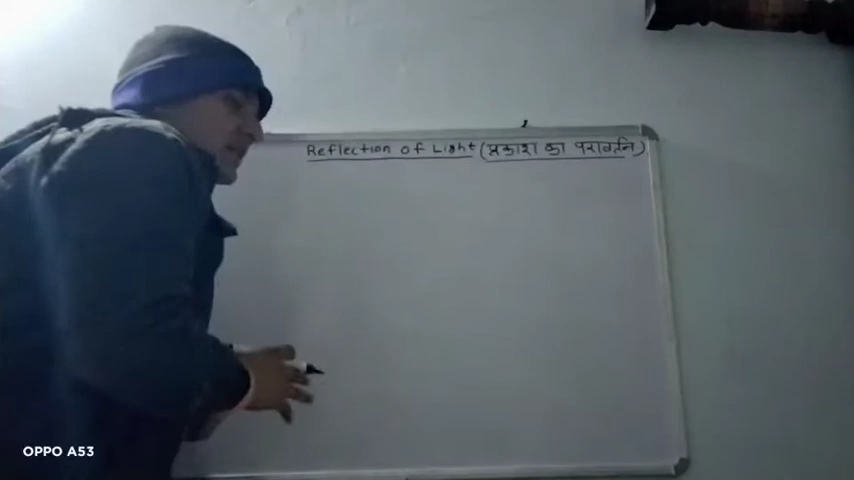 Reflection of Light (प्रकाश का परावर्तन)
OPPO A53